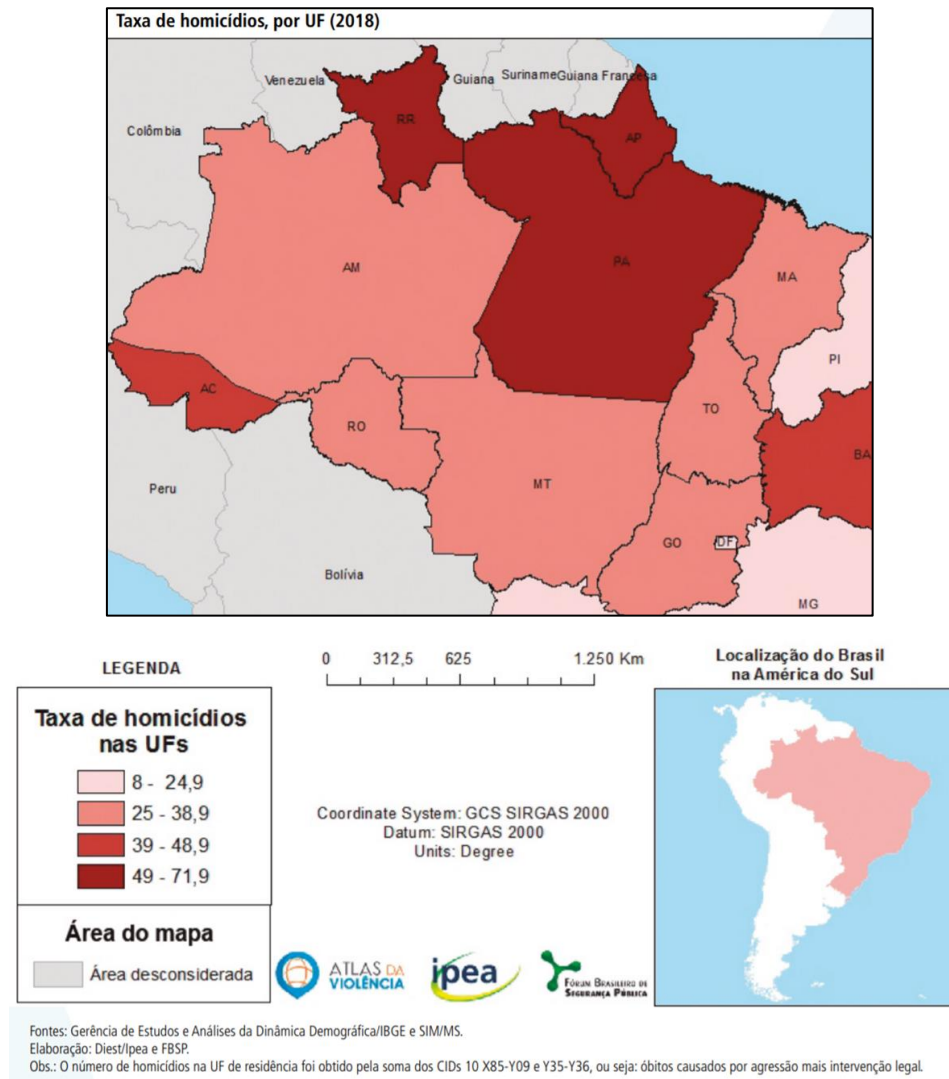 Taxa de homicídios, por UF (2018)
Venezuela
Guiana
Suriname
Guiana Francesa
Colômbia
RR
AP
AM
PA
MA
PI
AC
RO
TO
BA
MT
Peru
GO
DF
Bolívia
MG
LEGENDA
Taxa de homicídios
nas UFs
8 - 24,9
25 - 38,9
39 - 48,9
49 - 71,9
Área do mapa
Área desconsiderada
0 312,5 625 1.250 Km
Coordinate System: GCS SIRGAS 2000
Datum: SIRGAS 2000
Units: Degree
ATLAS DA
VIOLÊNCIA
ipea
FÓRUM BRASILEIRO DE
SEGURANÇA PÚBLICA
Localização do Brasil
na América do Sul
Fontes: Gerência de Estudos e Análises da Dinâmica Demográfica/IBGE e SIM/MS.
Elaboração: Diest/Ipea e FBSP.
Obs.: O número de homicídios na UF de residência foi obtido pela soma dos CIDs 10 X85-Y09 e Y35-Y36, ou seja: óbitos causados por agressão mais intervenção legal.